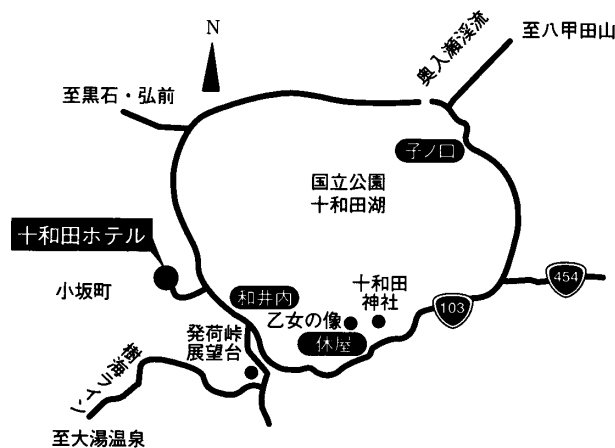 N
至八甲田山
奥入瀬渓流
至黒石・弘前
子ノ口
国立公園
十和田湖
十和田ホテル
小坂町
和井内
十和田
神社
乙女の像
休屋
103
454
発荷峠
展望台
樹海ライン
至大湯温泉